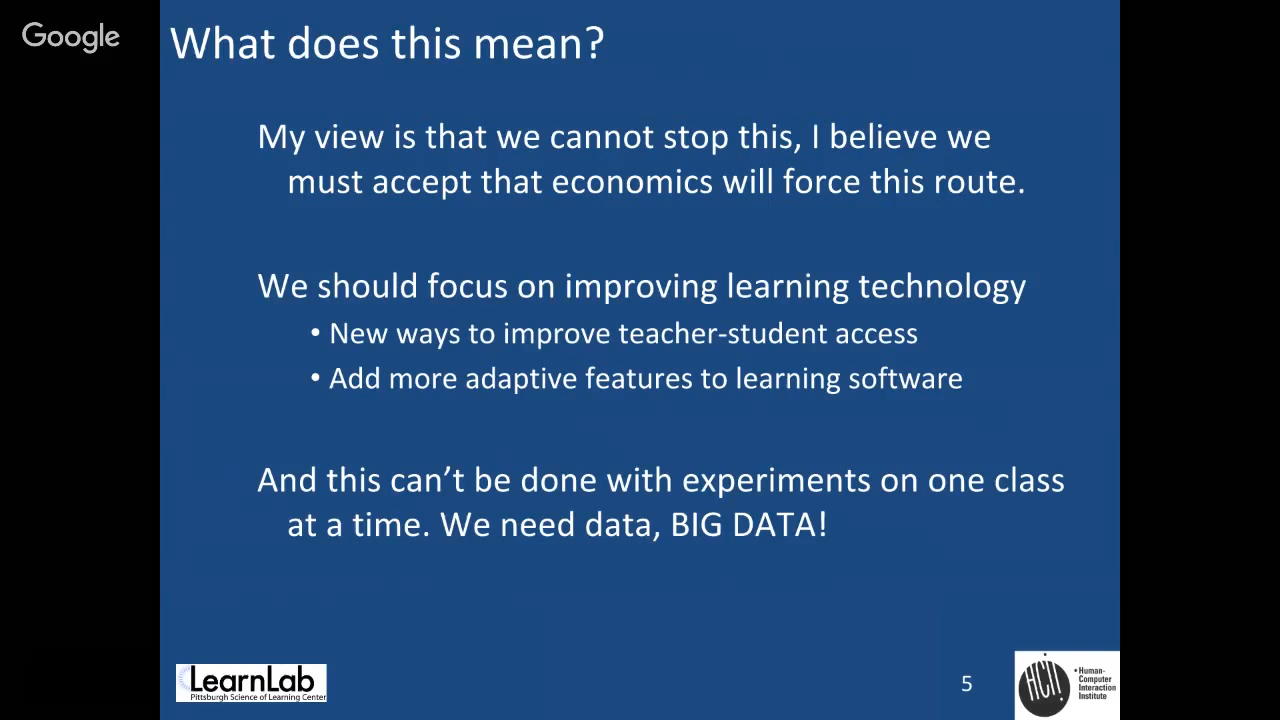 Google
What does this mean?
My view is that we cannot stop this, I believe we
must accept that economics will force this route.
We should focus on improving learning technology
• New ways to improve teacher-student access
• Add more adaptive features to learning software
And this can’t be done with experiments on one class
at a time. We need data, BIG DATA!
LearnLab
Pittsburgh Science of Learning Center
5
HCII
• Human-
Computer
Interaction
Institute